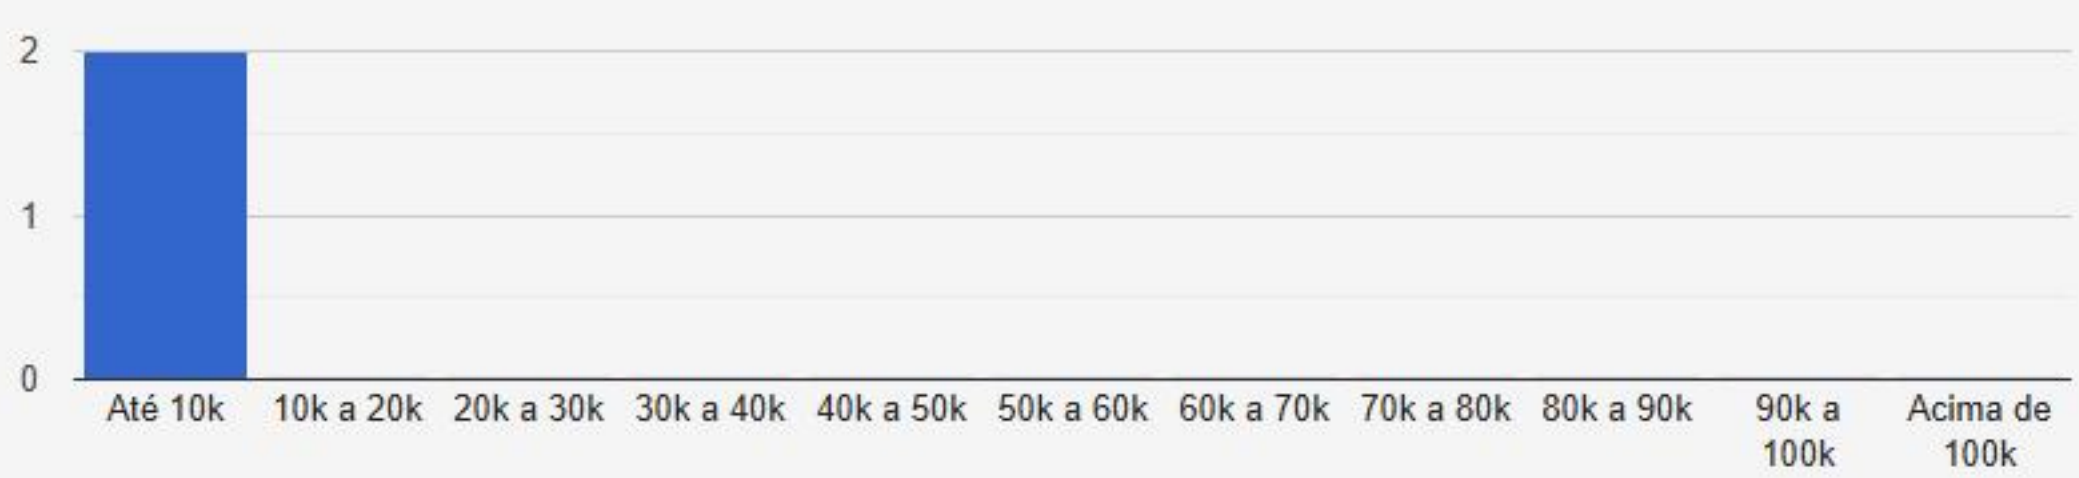 2
1
0
Até 10k
10k a 20k
20k a 30k
30k a 40k
40k a 50k
50k a 60k
60k a 70k
70k a 80k
80k a 90k
90k a
100k
Acima de
100k